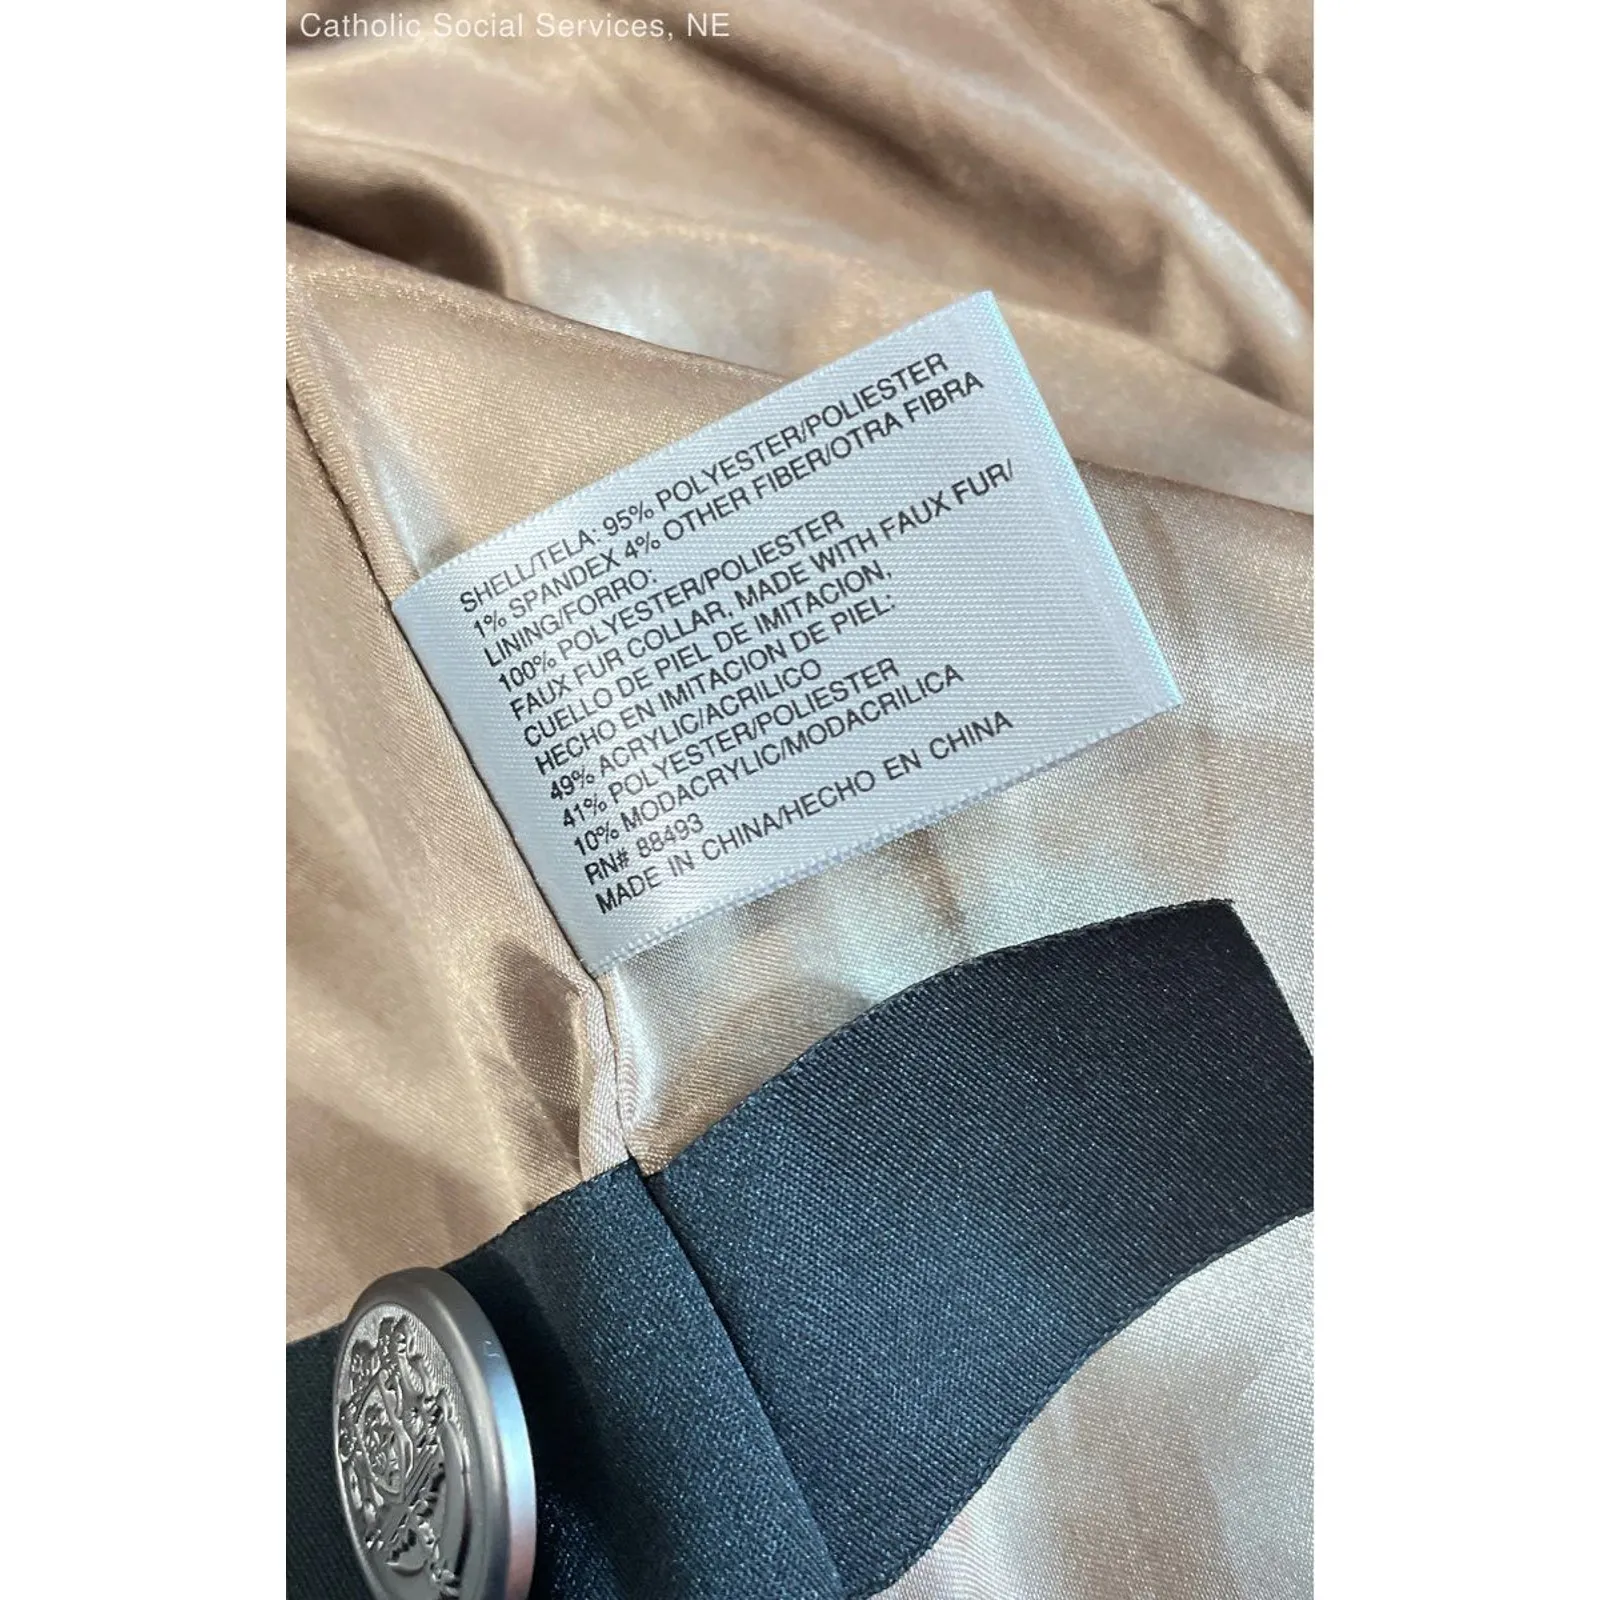 Catholic Social Services, NE
SHELL/TELA: 95% POLYESTER/POLIESTER
1% SPANDEX 4% OTHER FIBER/OTRA FIBRA
LINING/FORRO:
100% POLYESTER/POLIESTER
FAUX FUR COLLAR, MADE WITH FAUX FUR/
CUELLO DE PIEL DE IMITACION,
HECHO EN IMITACION DE PIEL:
49% ACRYLIC/ACRILICO
41% POLYESTER/POLIESTER
10% MODACRYLIC/MODACRILICA
RN# 88493
MADE IN CHINA/HECHO EN CHINA